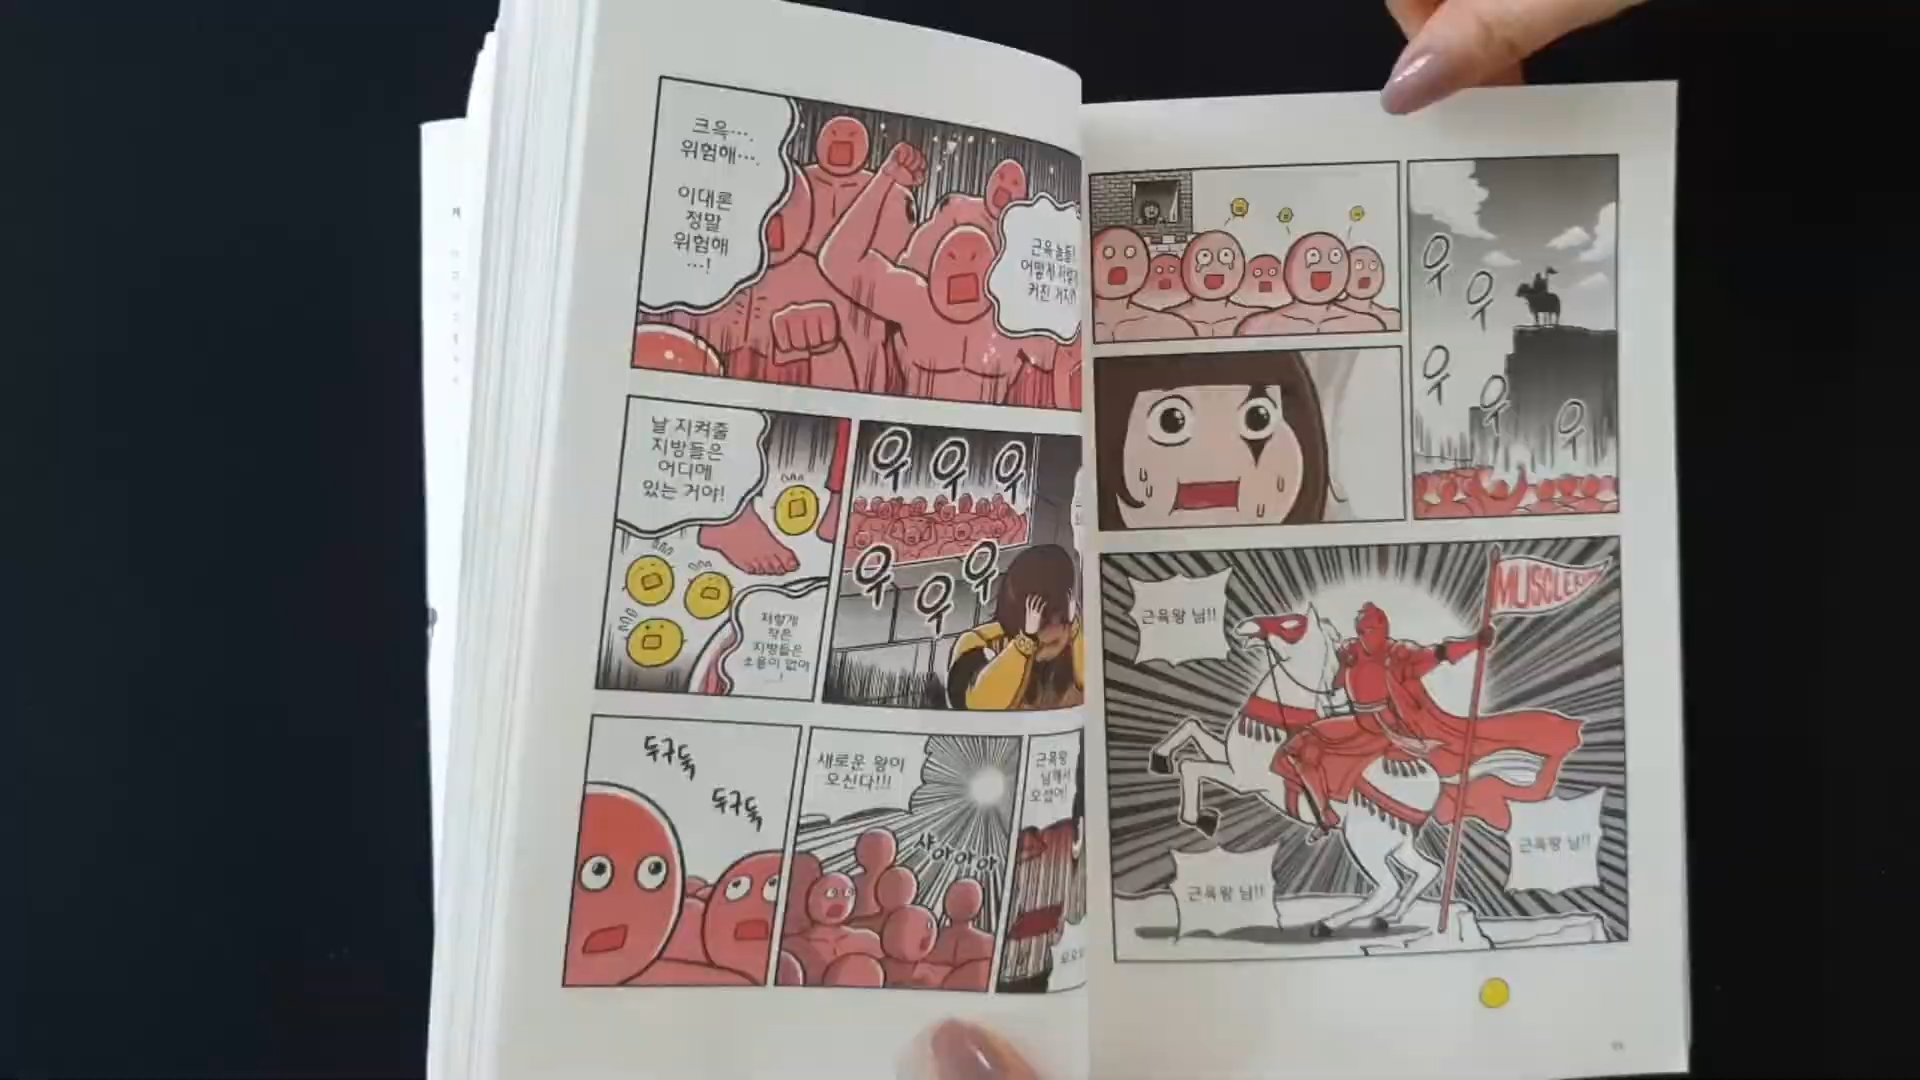 크윽….
위험해….
이대론
정말
위험해
…!
근육 놈들!
어떻게
커진 거지?!
날 지켜줄
지방들은
어디에
있는 거야!
저렇게
작은
지방들은
소용이 없어
…!
우 우 우
우 우 우
두구둑
두구둑
새로운 왕이
오신다!!!
샤아아아
근육왕
님께서
오셨어!
우
우
우
우
우
MUSCLE
근육왕 님!!
근육왕 님!!
근육왕 님!!